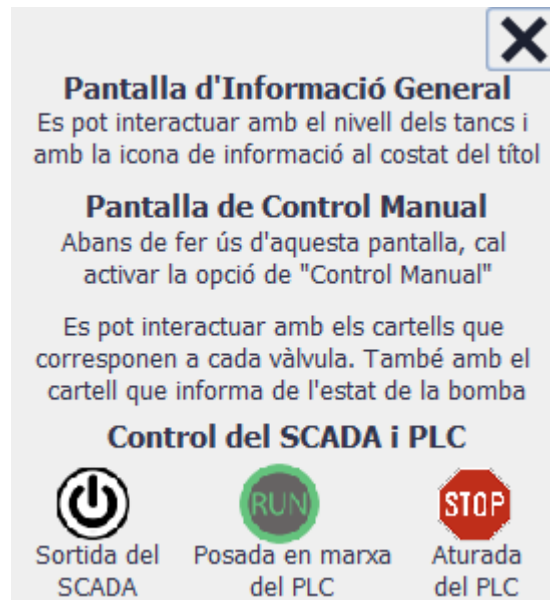 Pantalla d'Informació General
Es pot interactuar amb el nivell dels tancs i
amb la icona de informació al costat del títol
Pantalla de Control Manual
Abans de fer ús d'aquesta pantalla, cal
activar la opció de "Control Manual"
Es pot interactuar amb els cartells que
corresponen a cada vàlvula. També amb el
cartell que informa de l'estat de la bomba
Control del SCADA i PLC
RUN
STOP
Sortida del
SCADA
Posada en marxa
del PLC
Aturada
del PLC